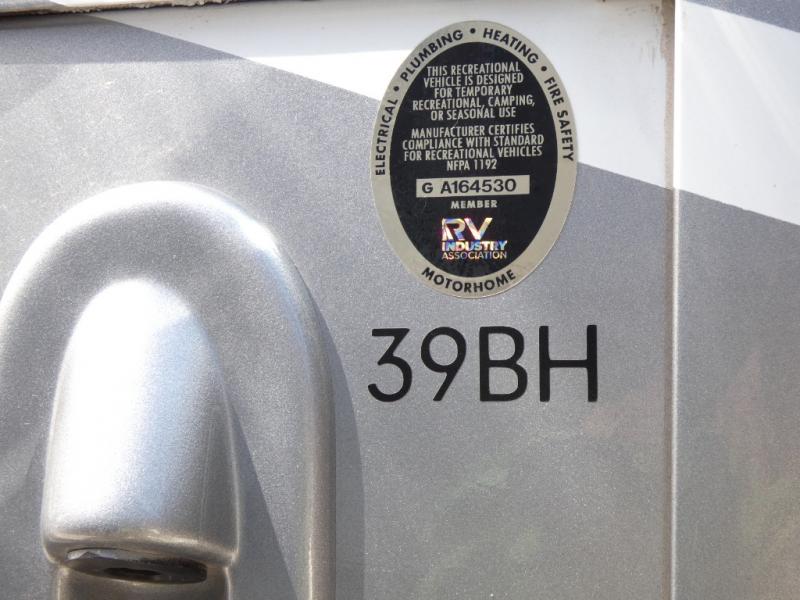 ELECTRICAL • PLUMBING • HEATING • FIRE SAFETY
THIS RECREATIONAL
VEHICLE IS DESIGNED
FOR TEMPORARY
RECREATIONAL, CAMPING,
OR SEASONAL USE
MANUFACTURER CERTIFIES
COMPLIANCE WITH STANDARD
FOR RECREATIONAL VEHICLES
NFPA 1192
G A164530
MEMBER
RV
INDUSTRY
ASSOCIATION
MOTORHOME
39BH